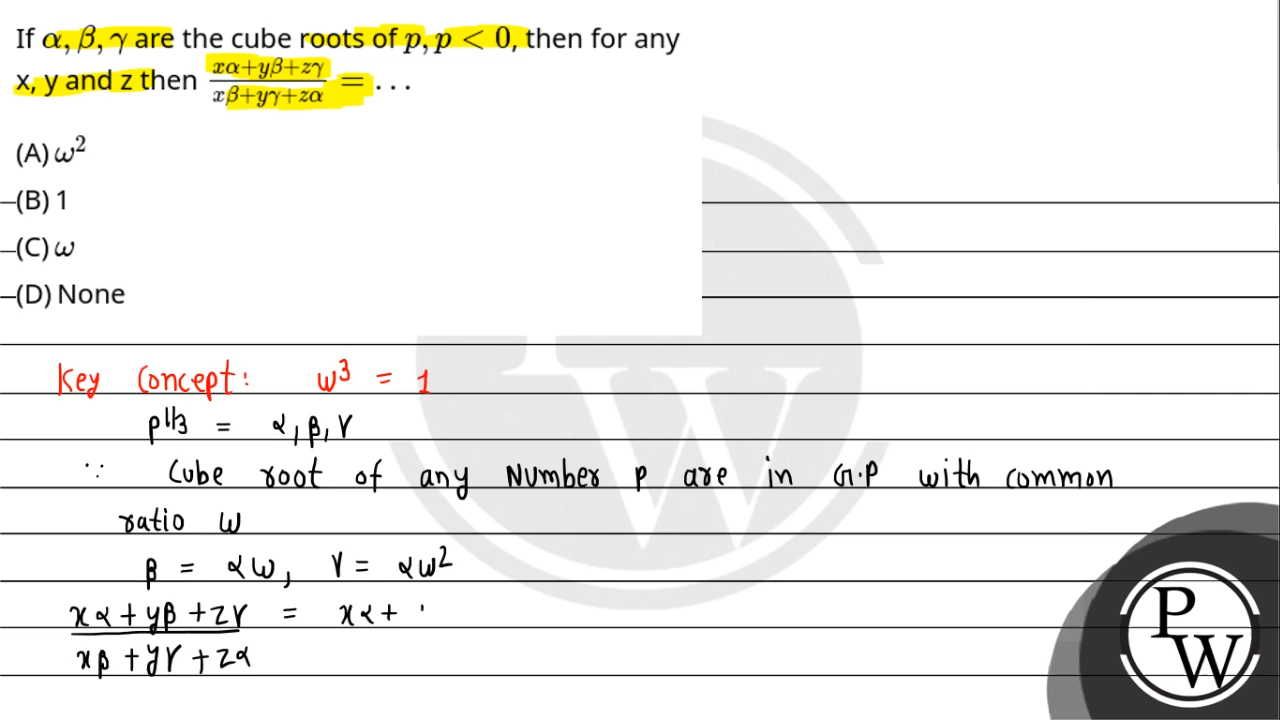 If α, β, γ are the cube roots of p, p < 0, then for any
x, y and z then (xα+yβ+zγ)/(xβ+yγ+zα) = ...
(A) ω²
(B) 1
(C) ω
(D) None
Key Concept: ω³ = 1
p^1/3 = α, β, γ
∵ Cube root of any Number p are in G.P with common
ratio ω
β = αω, γ = αω²
(xα + yβ + zγ)/(xβ + yγ + zα) = xα +
P
W